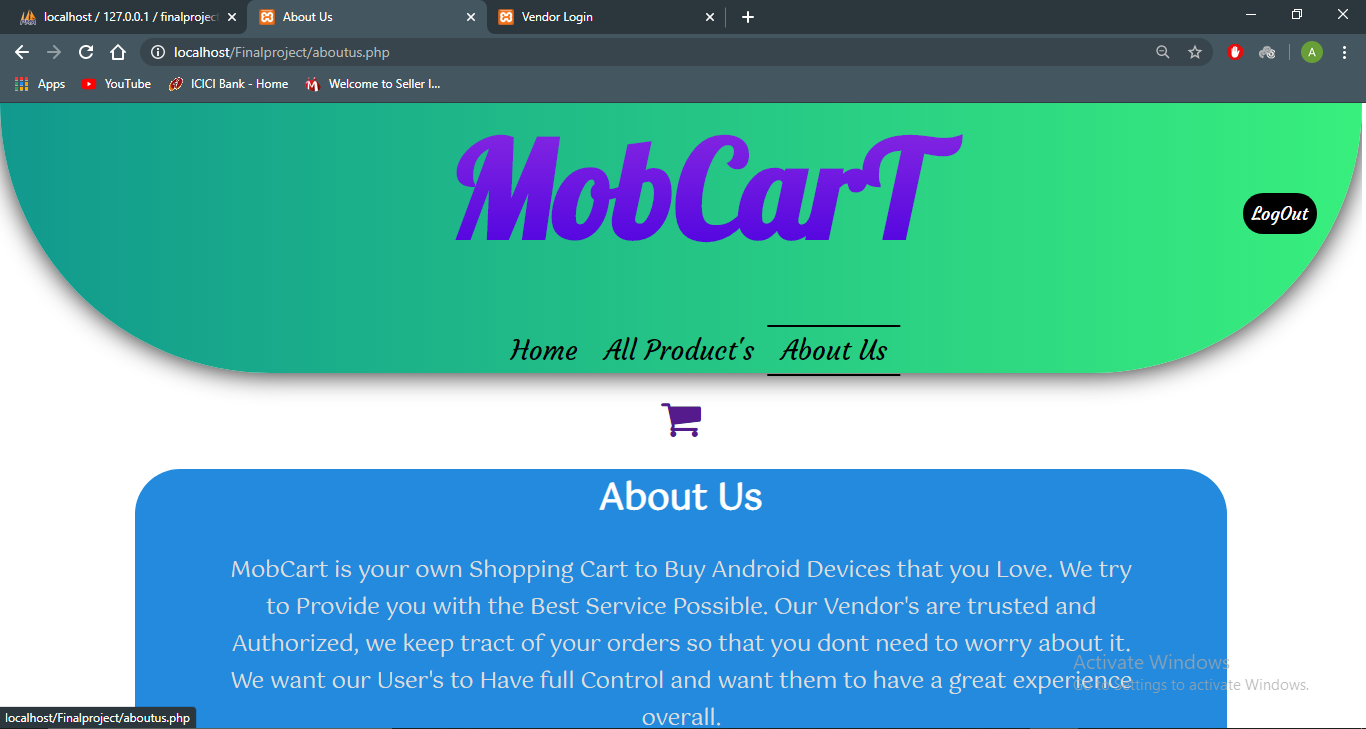 localhost / 127.0.0.1 / finalproject
About Us
Vendor Login
localhost/Finalproject/aboutus.php
A
Apps
YouTube
ICICI Bank - Home
Welcome to Seller I...
MobCarT
LogOut
Home
All Product's
About Us
About Us
MobCart is your own Shopping Cart to Buy Android Devices that you Love. We try
to Provide you with the Best Service Possible. Our Vendor's are trusted and
Authorized, we keep tract of your orders so that you dont need to worry about it.
We want our User's to Have full Control and want them to have a great experience
overall.
Activate Windows
Go to Settings to activate Windows.
localhost/Finalproject/aboutus.php